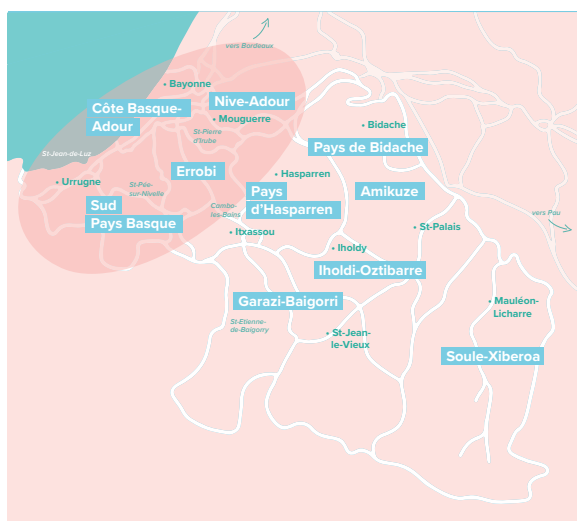 vers Bordeaux
Bayonne
Côte Basque-
Adour
Nive-Adour
Mouguerre
St-Pierre
d'Irube
Bidache
Pays de Bidache
St-Jean-de-Luz
Urrugne
St-Pée-
sur-Nivelle
Errobi
Hasparren
Pays
d'Hasparren
Amikuze
Sud
Pays Basque
Cambo-
les-Bains
Itxassou
St-Palais
vers Pau
Iholdy
Iholdi-Oztibarre
Garazi-Baigorri
St-Etienne-
de-Baigorry
St-Jean-
le-Vieux
Mauléon-
Licharre
Soule-Xiberoa